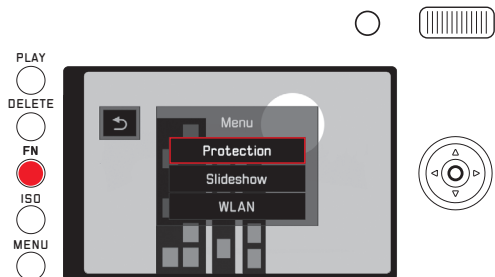 PLAY
DELETE
FN
ISO
MENU
Menu
Protection
Slideshow
WLAN